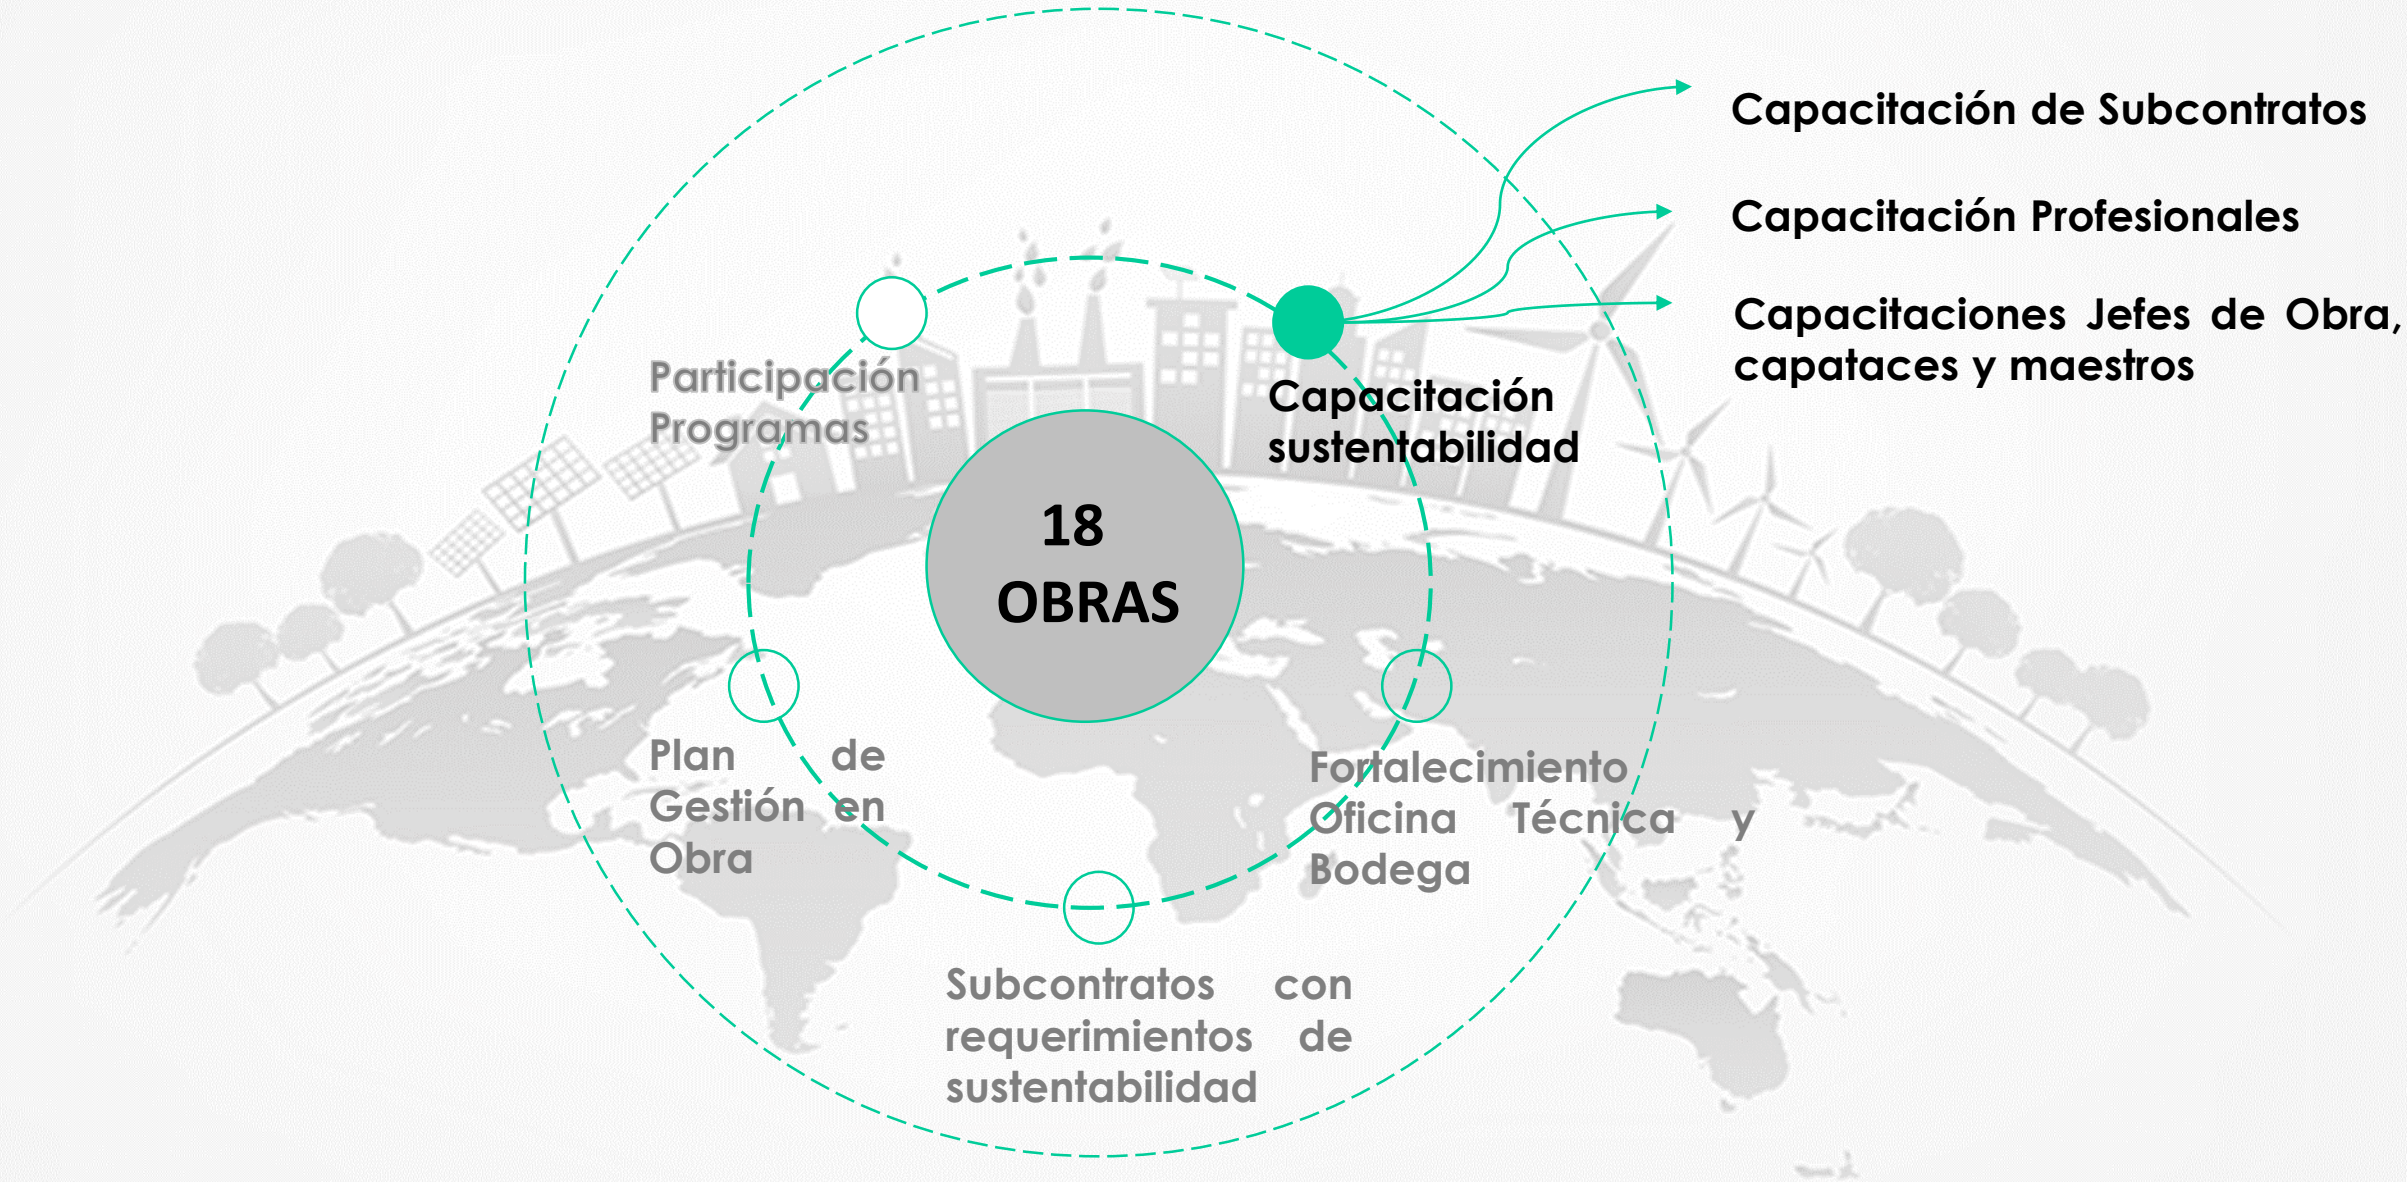 Capacitación de Subcontratos
Capacitación Profesionales
Capacitaciones Jefes de Obra,
capataces y maestros
Participación
Programas
Capacitación
sustentabilidad
18
OBRAS
Plan de
Gestión en
Obra
Fortalecimiento
Oficina Técnica y
Bodega
Subcontratos con
requerimientos de
sustentabilidad